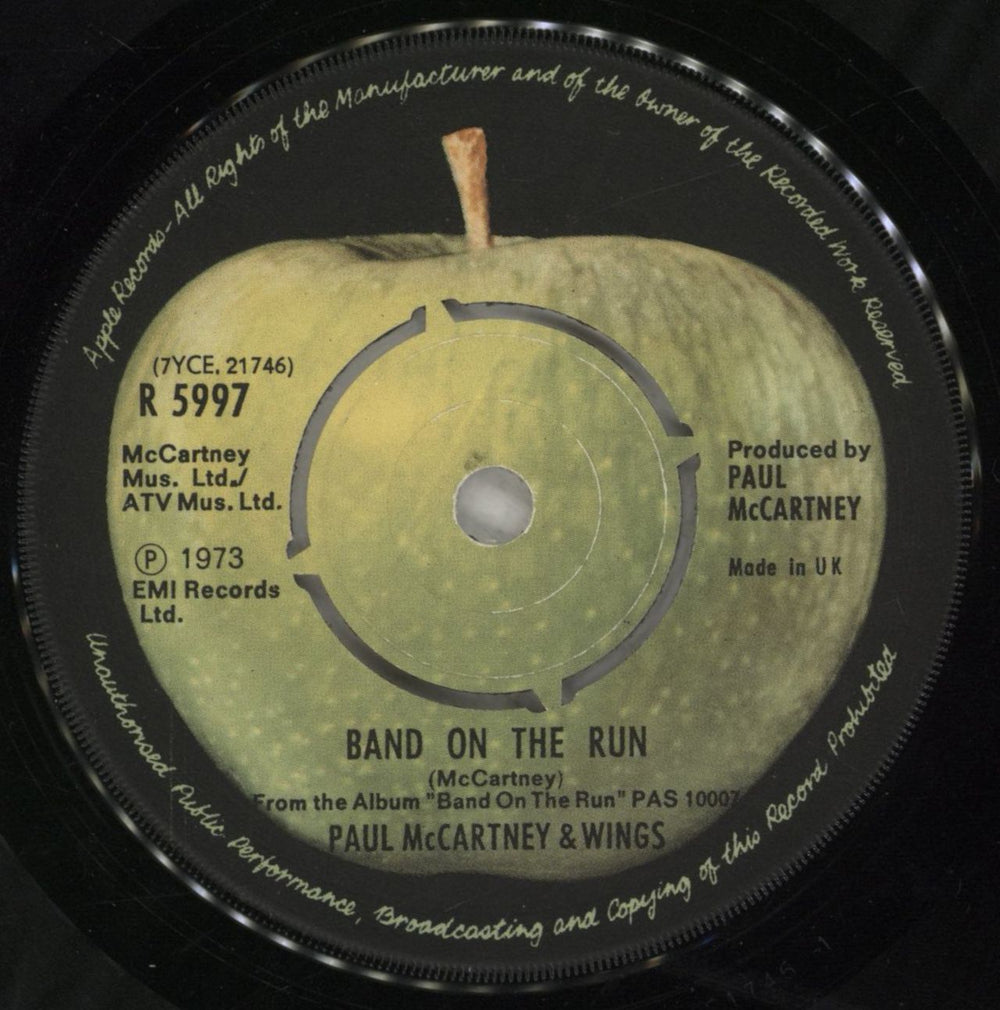 Apple Records-All Rights of the Manufacturer and of the Owner of the Recorded Work Reserved
(7YCE. 21746)
R 5997
McCartney
Mus. Ltd./
ATV Mus. Ltd.
Ⓟ 1973
EMI Records
Ltd.
Produced by
PAUL
McCARTNEY
Made in UK
BAND ON THE RUN
(McCartney)
From the Album "Band On The Run" PAS 10007
PAUL McCARTNEY & WINGS
Unauthorised Public Performance, Broadcasting and Copying of this Record Prohibited